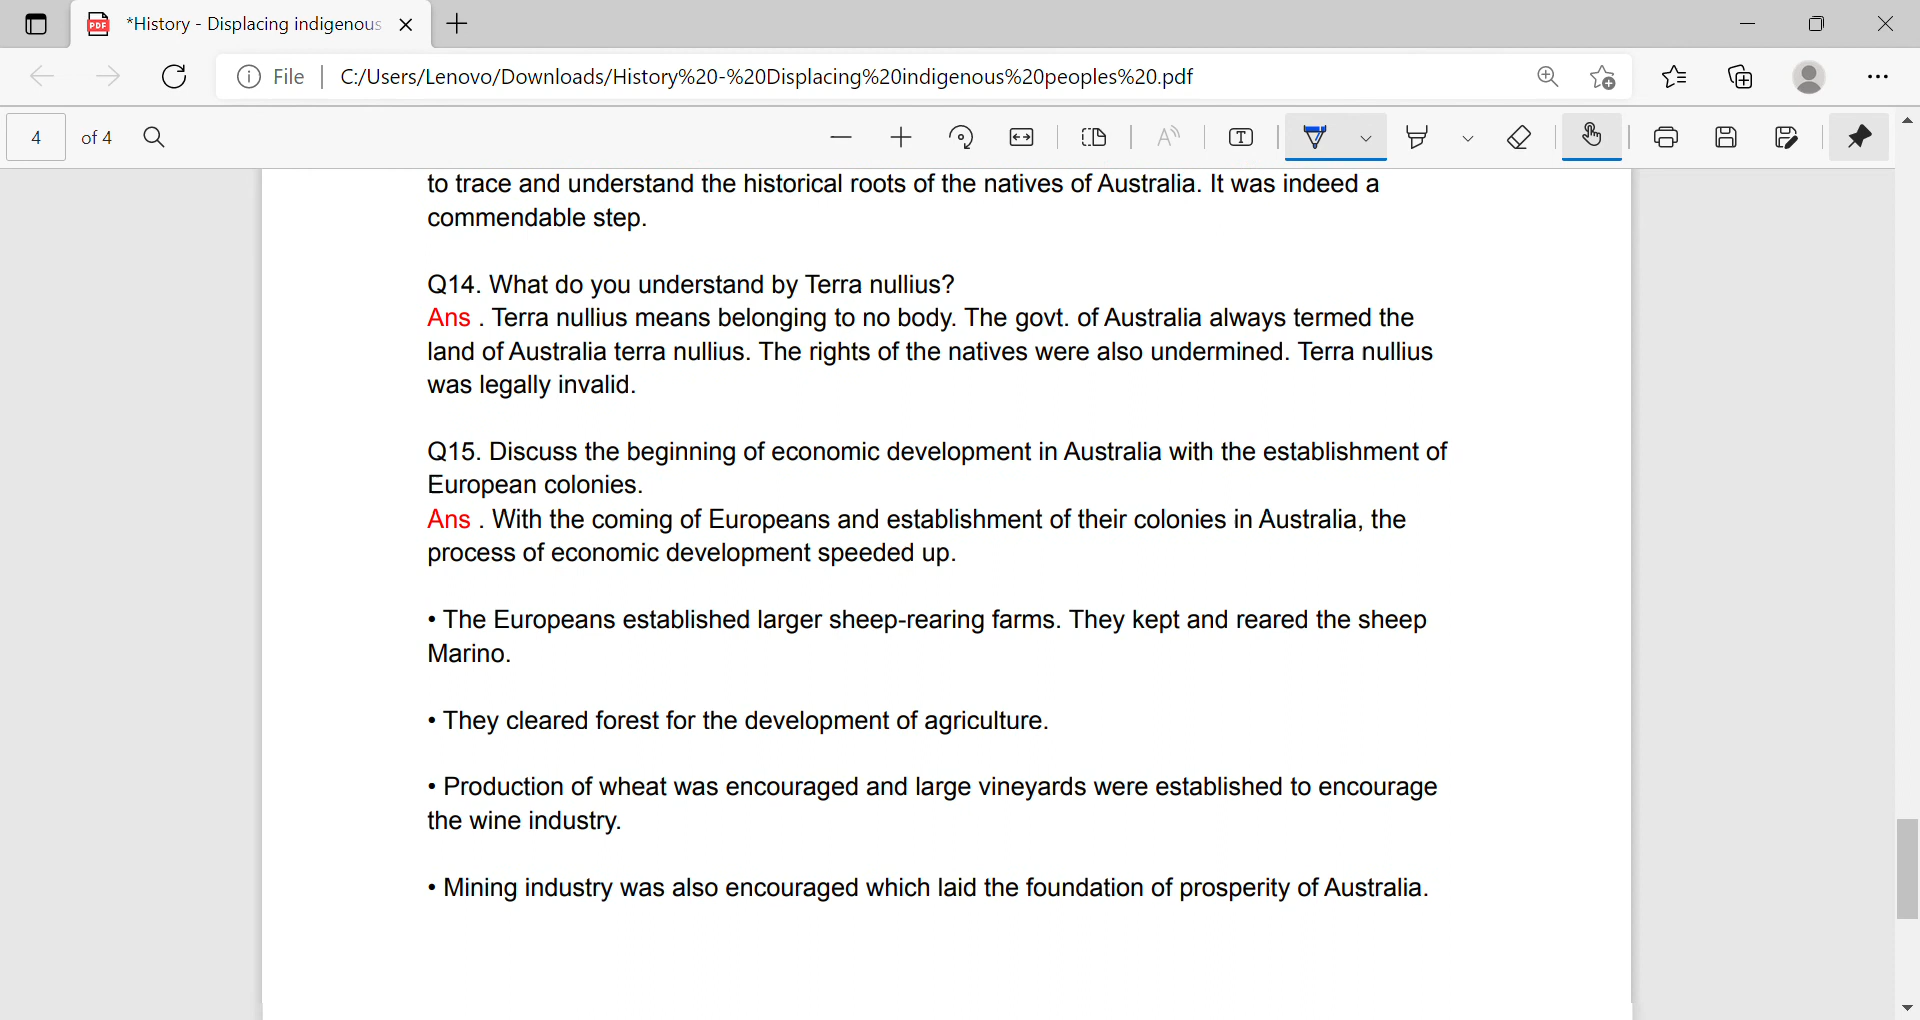 *History - Displacing indigenous
File
C:/Users/Lenovo/Downloads/History%20-%20Displacing%20indigenous%20peoples%20.pdf
4 of 4
to trace and understand the historical roots of the natives of Australia. It was indeed a
commendable step.
Q14. What do you understand by Terra nullius?
Ans . Terra nullius means belonging to no body. The govt. of Australia always termed the
land of Australia terra nullius. The rights of the natives were also undermined. Terra nullius
was legally invalid.
Q15. Discuss the beginning of economic development in Australia with the establishment of
European colonies.
Ans . With the coming of Europeans and establishment of their colonies in Australia, the
process of economic development speeded up.
• The Europeans established larger sheep-rearing farms. They kept and reared the sheep
Marino.
• They cleared forest for the development of agriculture.
• Production of wheat was encouraged and large vineyards were established to encourage
the wine industry.
• Mining industry was also encouraged which laid the foundation of prosperity of Australia.